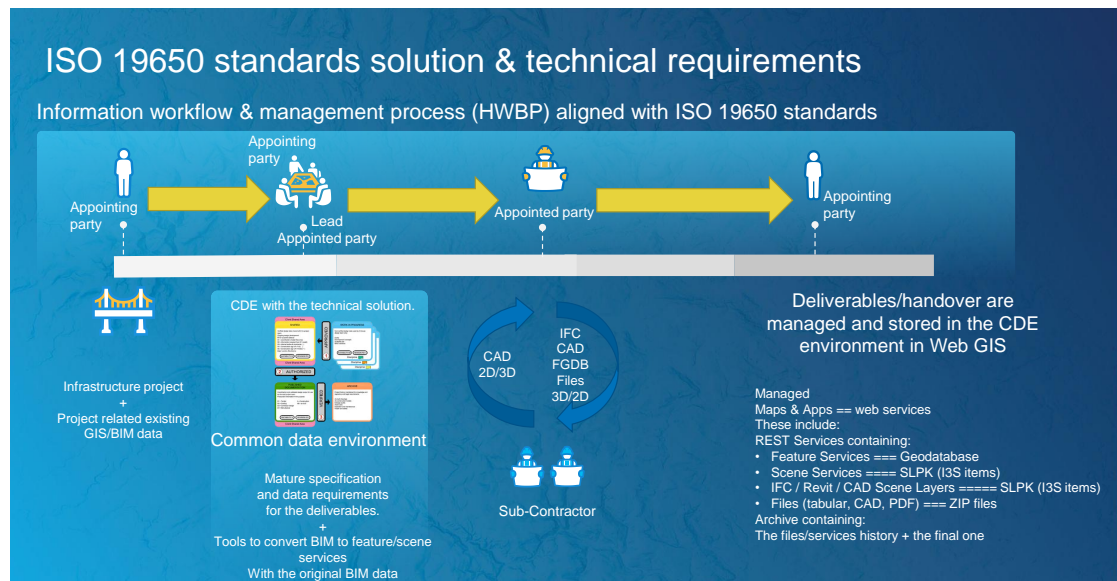 ISO 19650 standards solution & technical requirements
Information workflow & management process (HWBP) aligned with ISO 19650 standards
Appointing
party
Appointing
party
Lead
Appointed party
Appointed party
Appointing
party
Infrastructure project
+
Project related existing
GIS/BIM data
CDE with the technical solution.
APPROVED
AUTHORIZED
VERIFIED
Common data environment
Mature specification
and data requirements
for the deliverables.
+
Tools to convert BIM to feature/scene
services
With the original BIM data
CAD
2D/3D
IFC
CAD
FGDB
Files
3D/2D
Sub-Contractor
Deliverables/handover are
managed and stored in the CDE
environment in Web GIS
Managed
Maps & Apps == web services
These include:
REST Services containing:
• Feature Services === Geodatabase
• Scene Services ==== SLPK (I3S items)
• IFC / Revit / CAD Scene Layers ===== SLPK (I3S items)
• Files (tabular, CAD, PDF) === ZIP files
Archive containing:
The files/services history + the final one